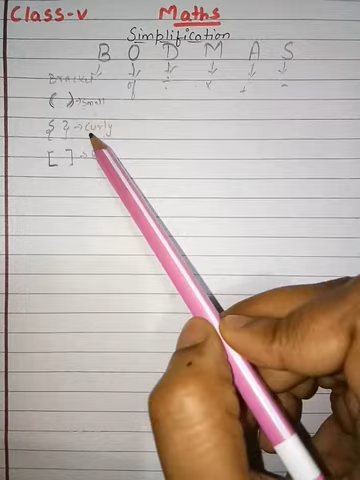 Class-v Maths
Simplification
B O D M A S
Bracket of ÷ × + -
( ) → small
{ } → curly
[ ] →